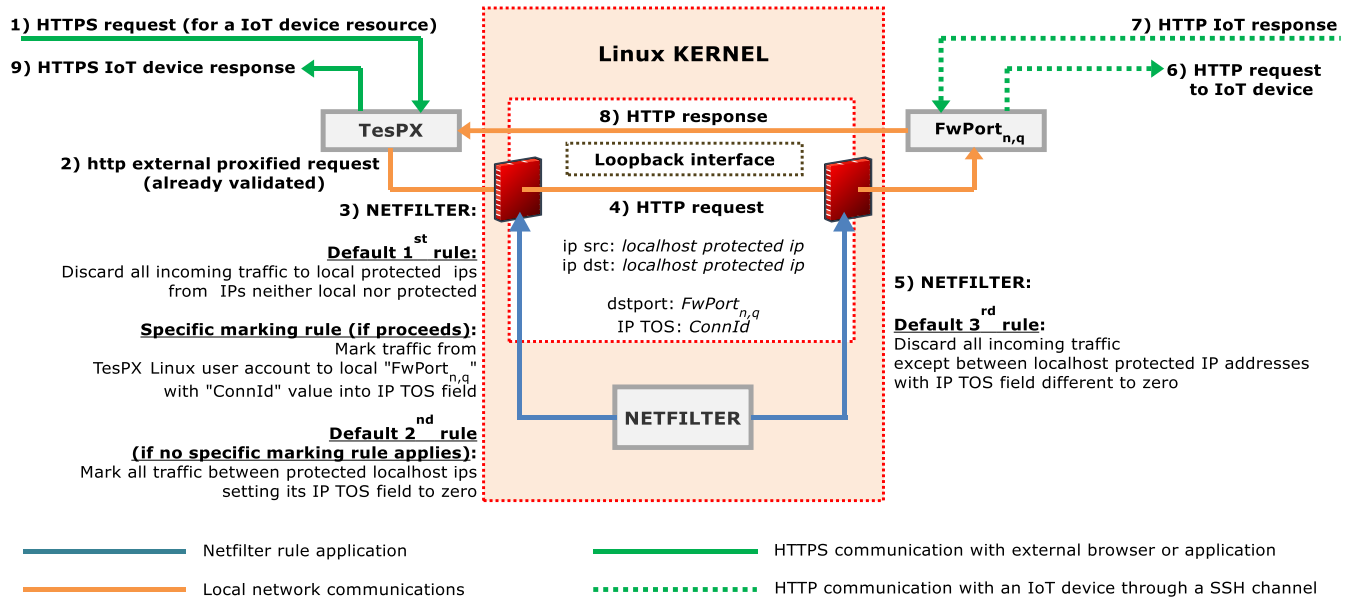 1) HTTPS request (for a IoT device resource)
9) HTTPS IoT device response
TesPX
2) http external proxified request
(already validated)
3) NETFILTER:
Default 1st rule:
Discard all incoming traffic to local protected ips
from IPs neither local nor protected
Specific marking rule (if proceeds):
Mark traffic from
TesPX Linux user account to local "FwPortn,q"
with "ConnId" value into IP TOS field
Default 2nd rule
(if no specific marking rule applies):
Mark all traffic between protected localhost ips
setting its IP TOS field to zero
Linux KERNEL
8) HTTP response
Loopback interface
4) HTTP request
ip src: localhost protected ip
ip dst: localhost protected ip
dstport: FwPortn,q
IP TOS: ConnId
NETFILTER
7) HTTP IoT response
6) HTTP request
to IoT device
FwPortn,q
5) NETFILTER:
Default 3rd rule:
Discard all incoming traffic
except between localhost protected IP addresses
with IP TOS field different to zero
Netfilter rule application
Local network communications
HTTPS communication with external browser or application
HTTP communication with an IoT device through a SSH channel